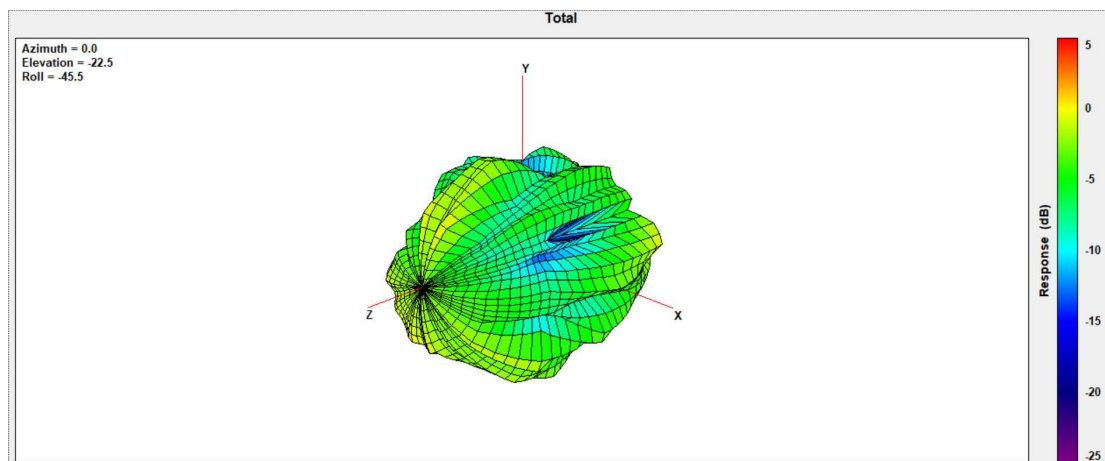 Total
Azimuth = 0.0
Elevation = -22.5
Roll = -45.5
Y
Z
X
Response (dB)
5
0
-5
-10
-15
-20
-25